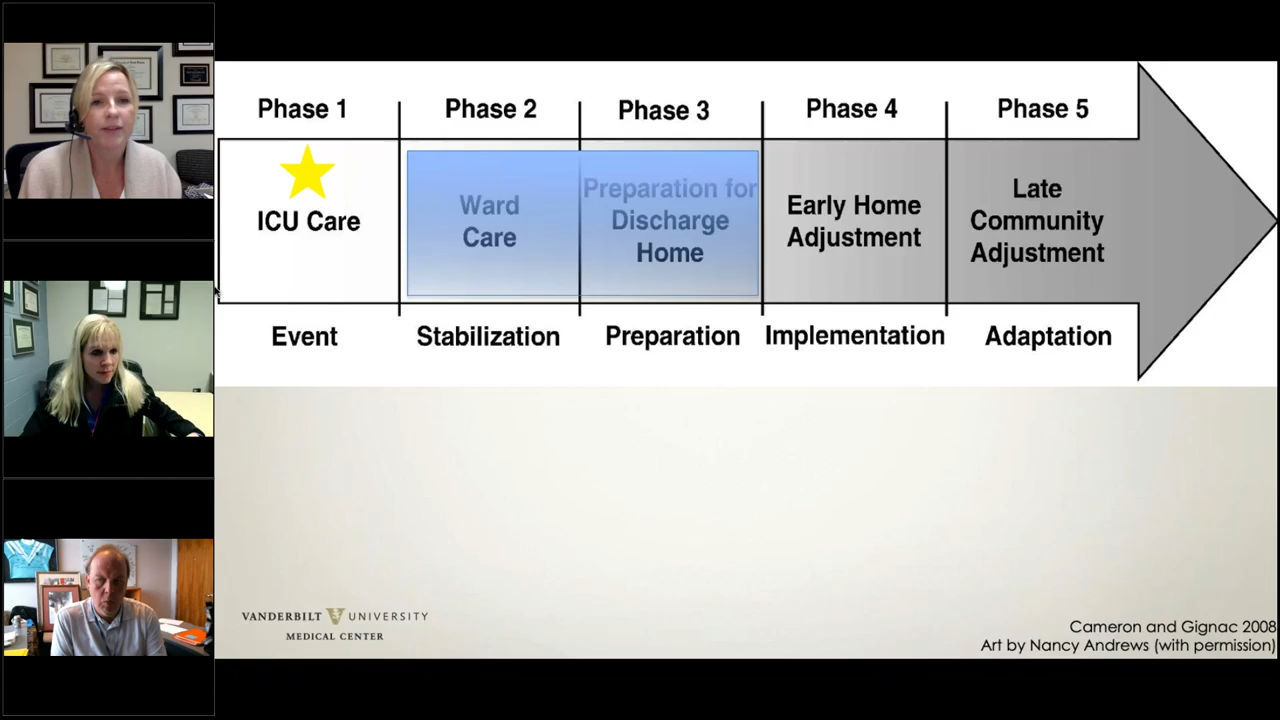 Phase 1 Phase 2 Phase 3 Phase 4 Phase 5
ICU Care
Ward
Care
Preparation for
Discharge
Home
Early Home
Adjustment
Late
Community
Adjustment
Event Stabilization Preparation Implementation Adaptation
VANDERBILT UNIVERSITY
MEDICAL CENTER
Cameron and Gignac 2008
Art by Nancy Andrews (with permission)